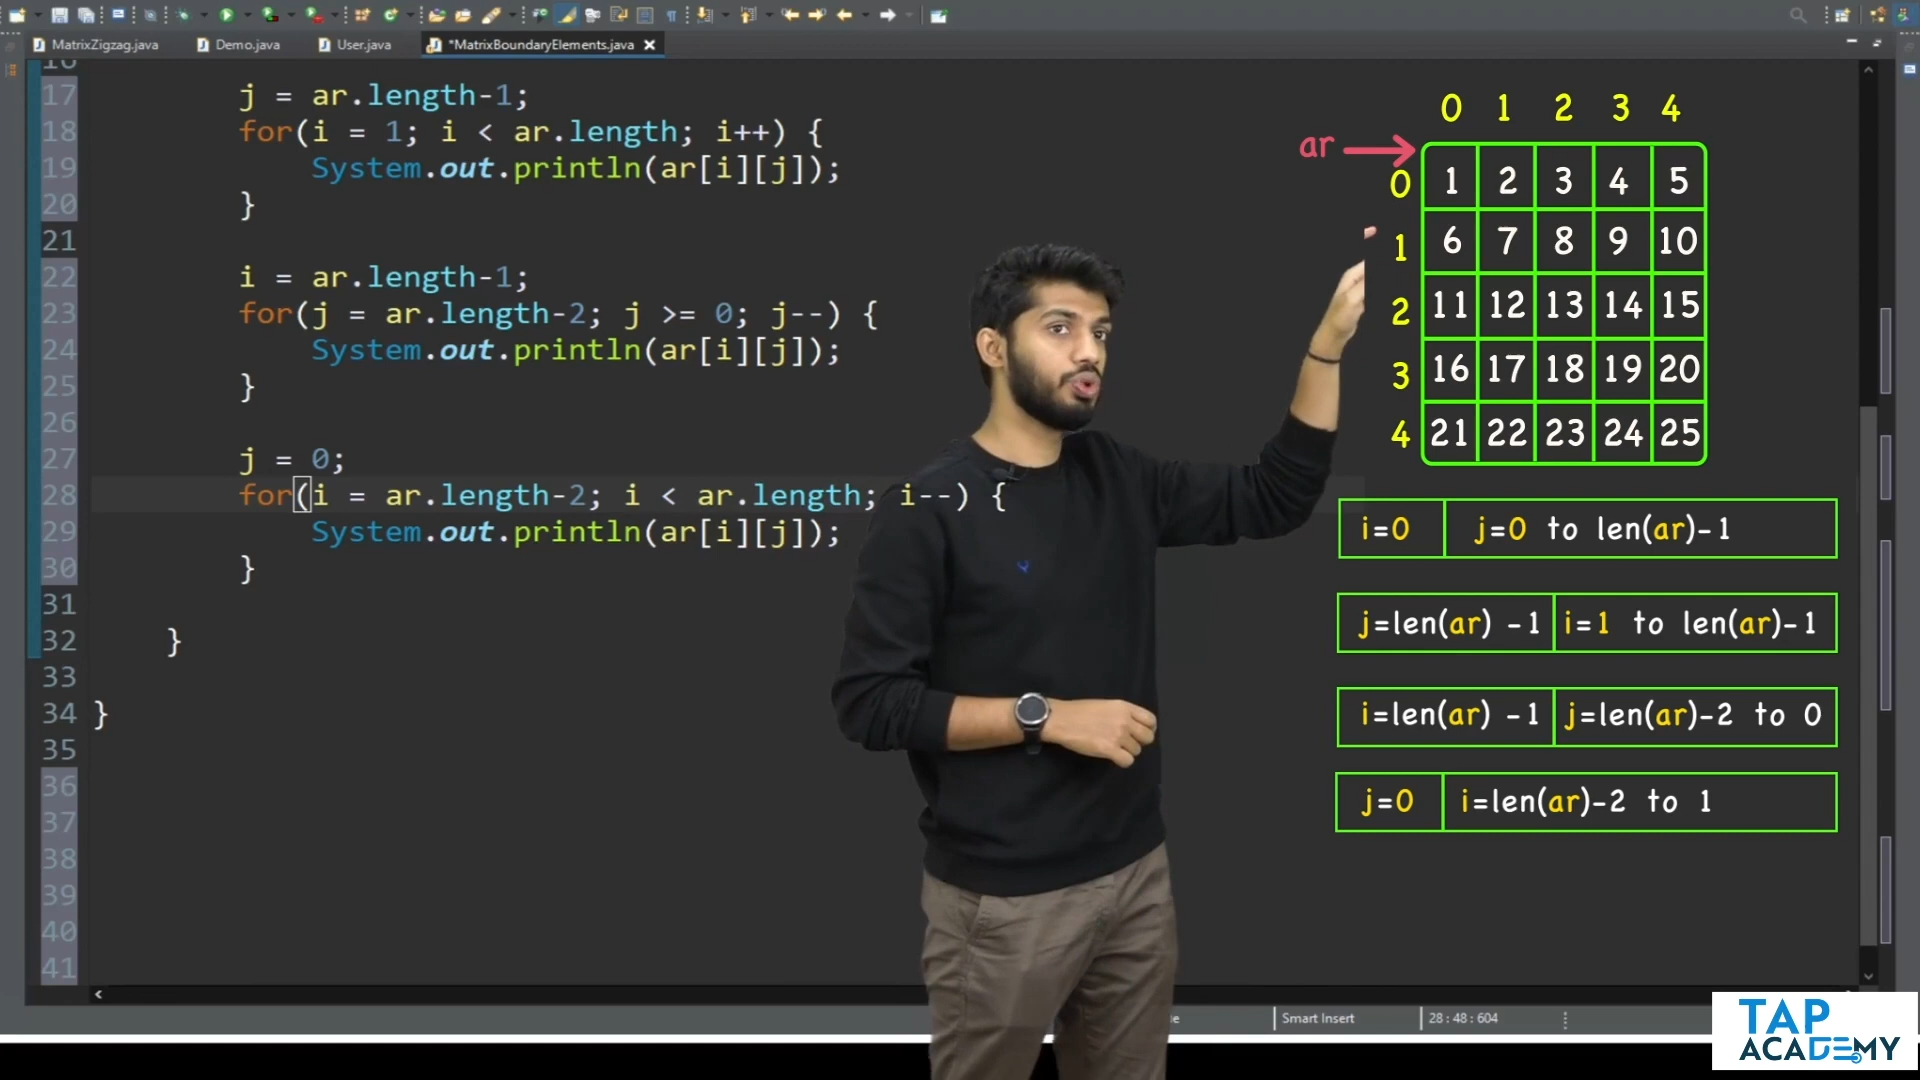 MatrixZigzag.java
Demo.java
User.java
*MatrixBoundaryElements.java
16
17 j = ar.length-1;
18 for(i = 1; i < ar.length; i++) {
19 System.out.println(ar[i][j]);
20 }
21
22 i = ar.length-1;
23 for(j = ar.length-2; j >= 0; j--) {
24 System.out.println(ar[i][j]);
25 }
26
27 j = 0;
28 for(i = ar.length-2; i < ar.length; i--) {
29 System.out.println(ar[i][j]);
30 }
31
32 }
33
34 }
35
36
37
38
39
40
41
0 1 2 3 4
ar
0 1 2 3 4 5
1 6 7 8 9 10
2 11 12 13 14 15
3 16 17 18 19 20
4 21 22 23 24 25
i=0 j=0 to len(ar)-1
j=len(ar) -1 i=1 to len(ar)-1
i=len(ar) -1 j=len(ar)-2 to 0
j=0 i=len(ar)-2 to 1
Smart Insert
28 : 48 : 604
TAP
ACADEMY